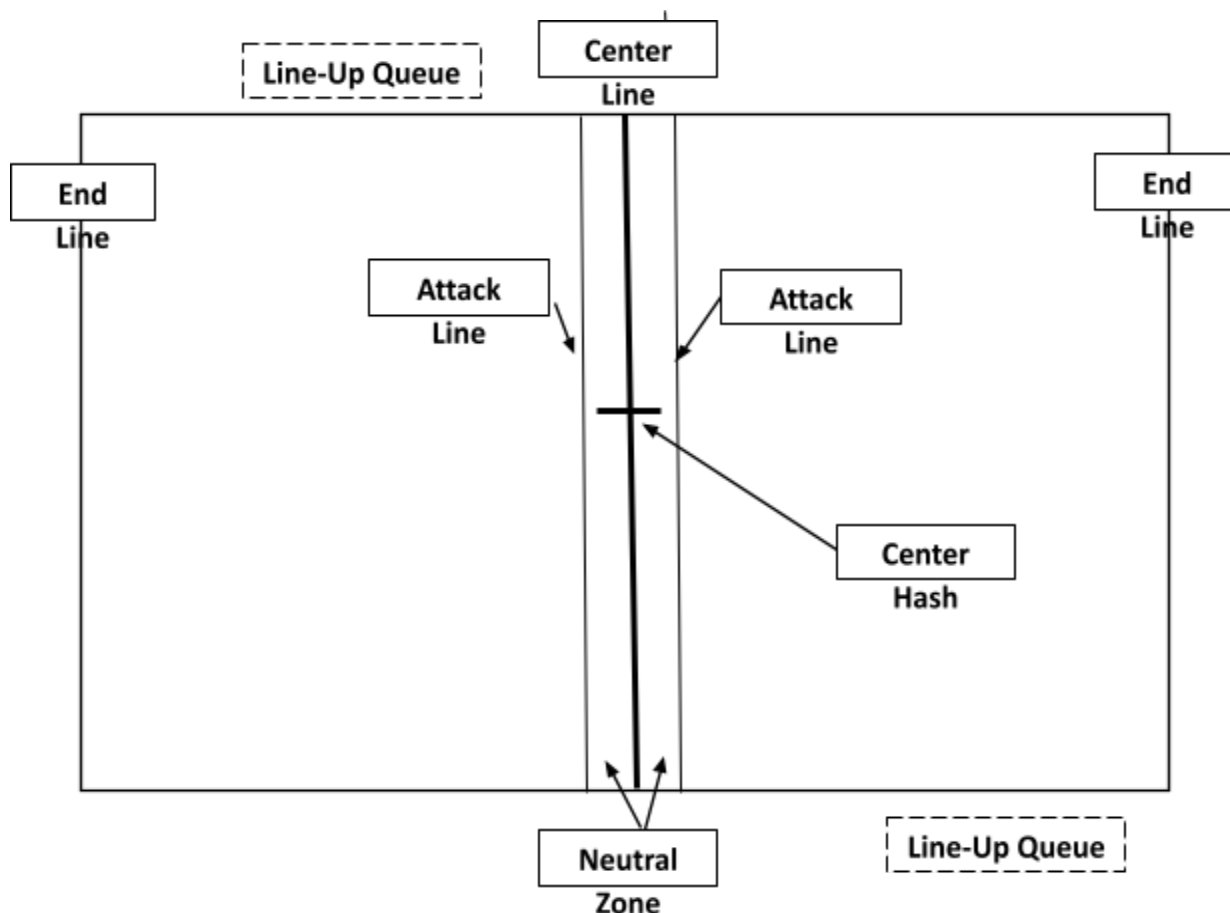 Center
Line
Line-Up Queue
End
Line
End
Line
Attack
Line
Attack
Line
Center
Hash
Neutral
Zone
Line-Up Queue